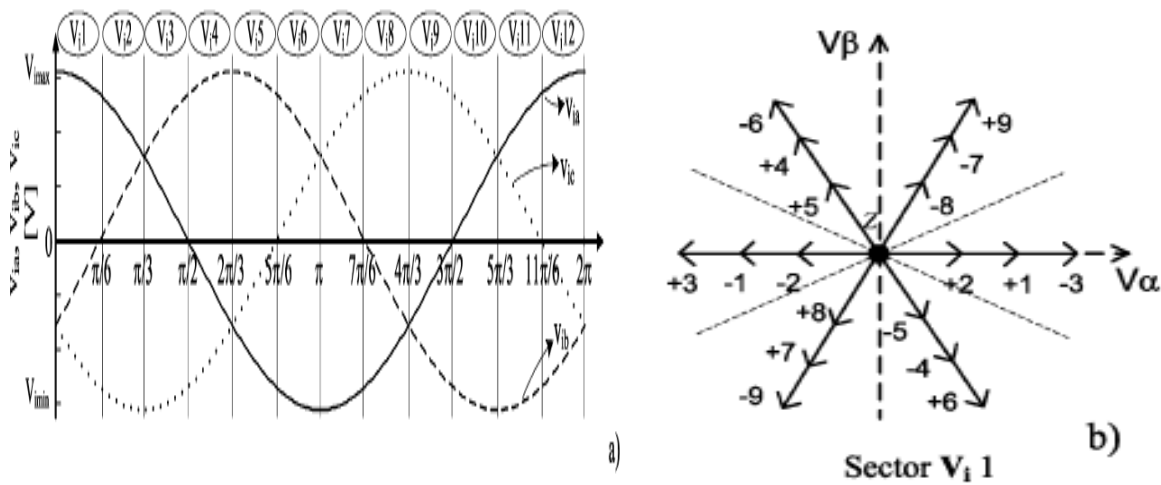 Vi1 Vi2 Vi3 Vi4 Vi5 Vi6 Vi7 Vi8 Vi9 Vi10 Vi11 Vi12
Vimax
Via, Vib, Vic
[V]
0
Vimin
π/6 π/3 π/2 2π/3 5π/6 π 7π/6 4π/3 3π/2 5π/3 11π/6 2π
Via
Vic
Vib
a)
Vβ
-6 +9
+4 -7
+5 -8
Z
+3 -1 -2 +2 +1 -3 Vα
+8 -5
+7 -4
-9 +6
b)
Sector Vi 1